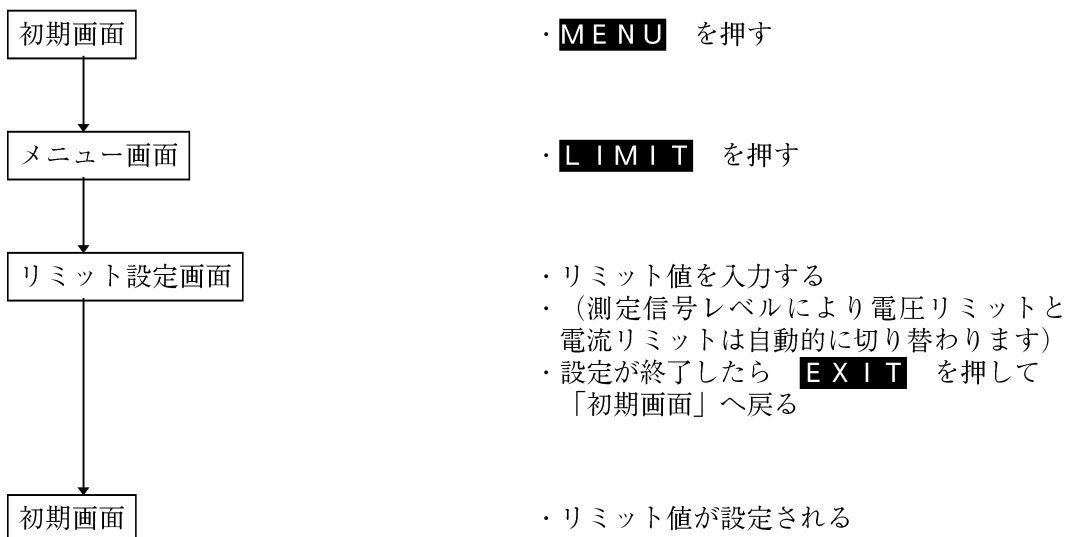 初期画面
・MENU を押す
メニュー画面
・LIMIT を押す
リミット設定画面
・リミット値を入力する
・（測定信号レベルにより電圧リミットと
電流リミットは自動的に切り替わります）
・設定が終了したら EXIT を押して
「初期画面」へ戻る
初期画面
・リミット値が設定される